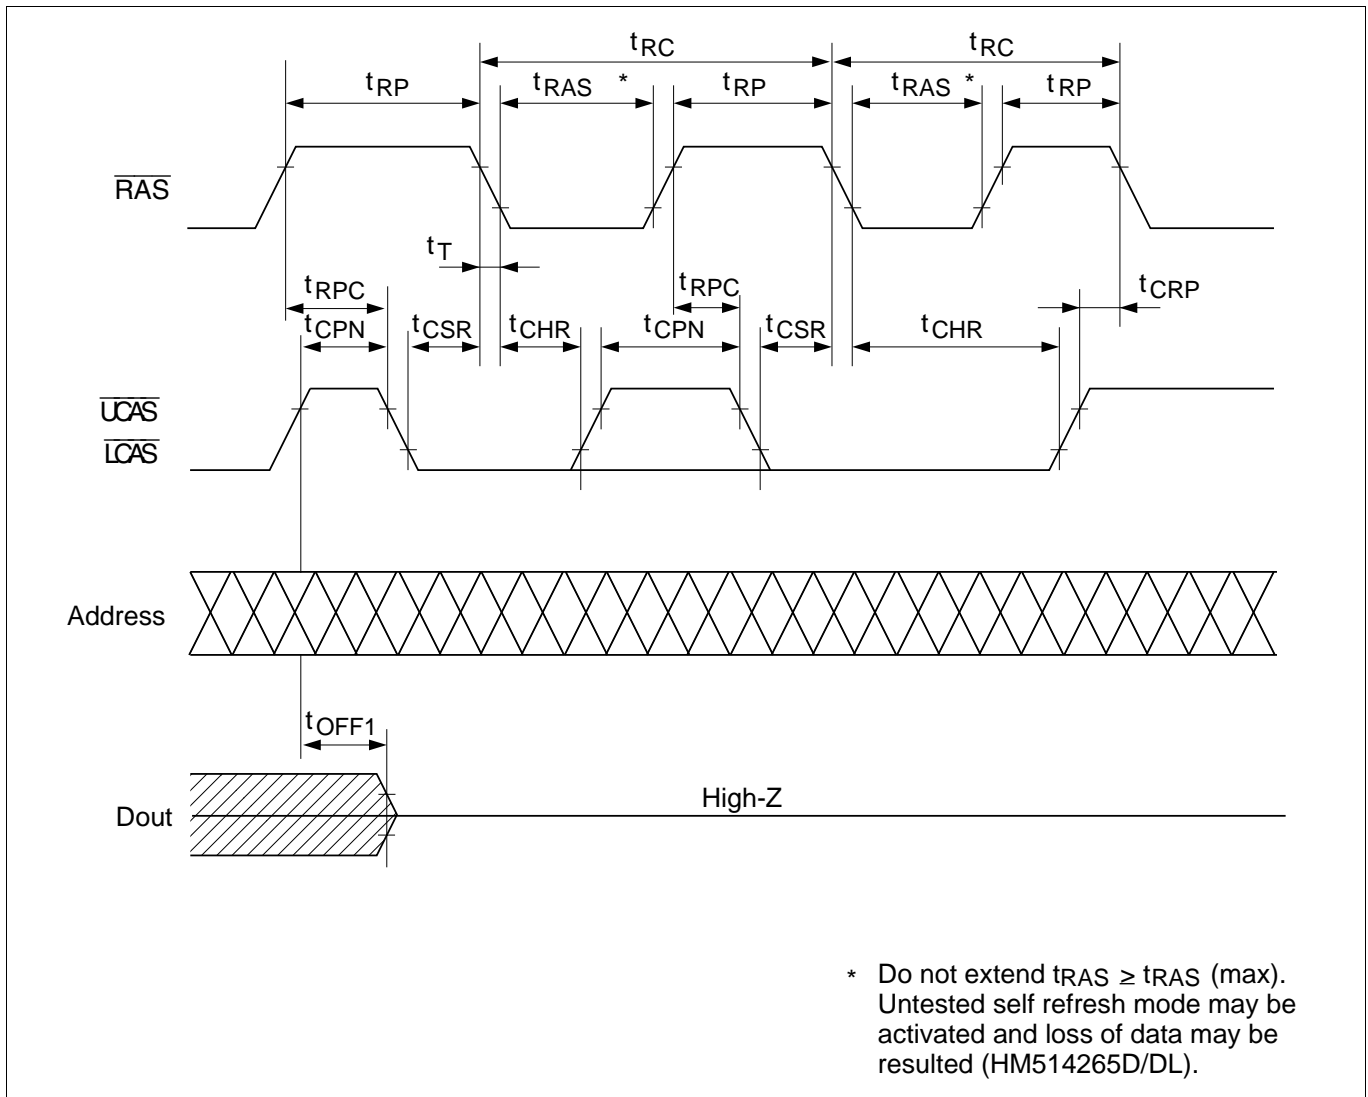 tRC tRC
tRP tRAS * tRP tRAS * tRP
RAS
tT
tRPC tRPC tCRP
tCPN tCSR tCHR tCPN tCSR tCHR
UCAS
LCAS
Address
tOFF1
High-Z
Dout
* Do not extend tRAS ≥ tRAS (max).
Untested self refresh mode may be
activated and loss of data may be
resulted (HM514265D/DL).